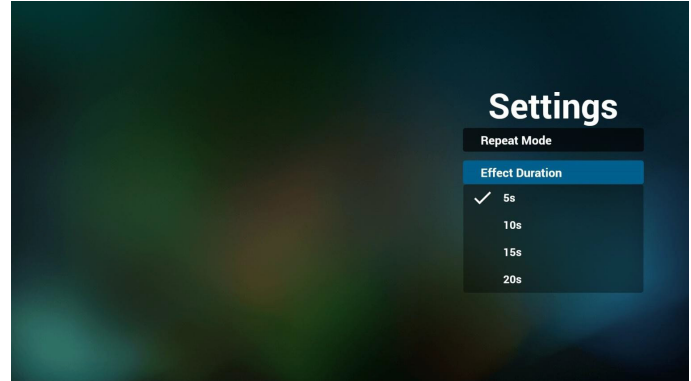 Settings
Repeat Mode
Effect Duration
5s
10s
15s
20s